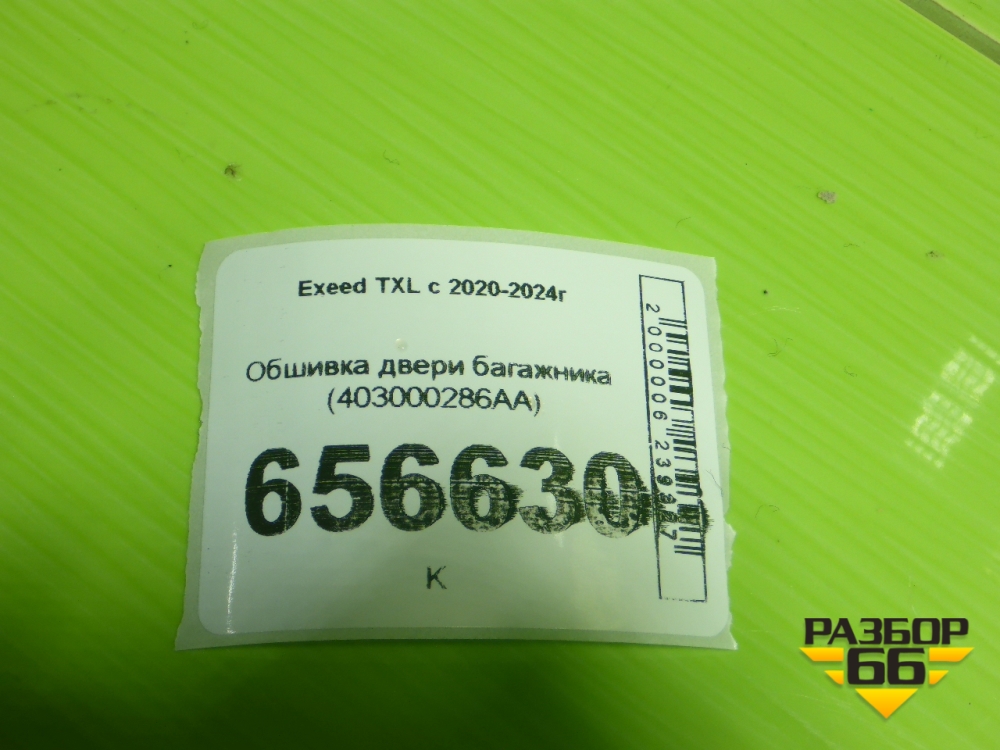 Exeed TXL с 2020-2024г
Обшивка двери багажника
(403000286AA)
656630
К
РАЗБОР
66